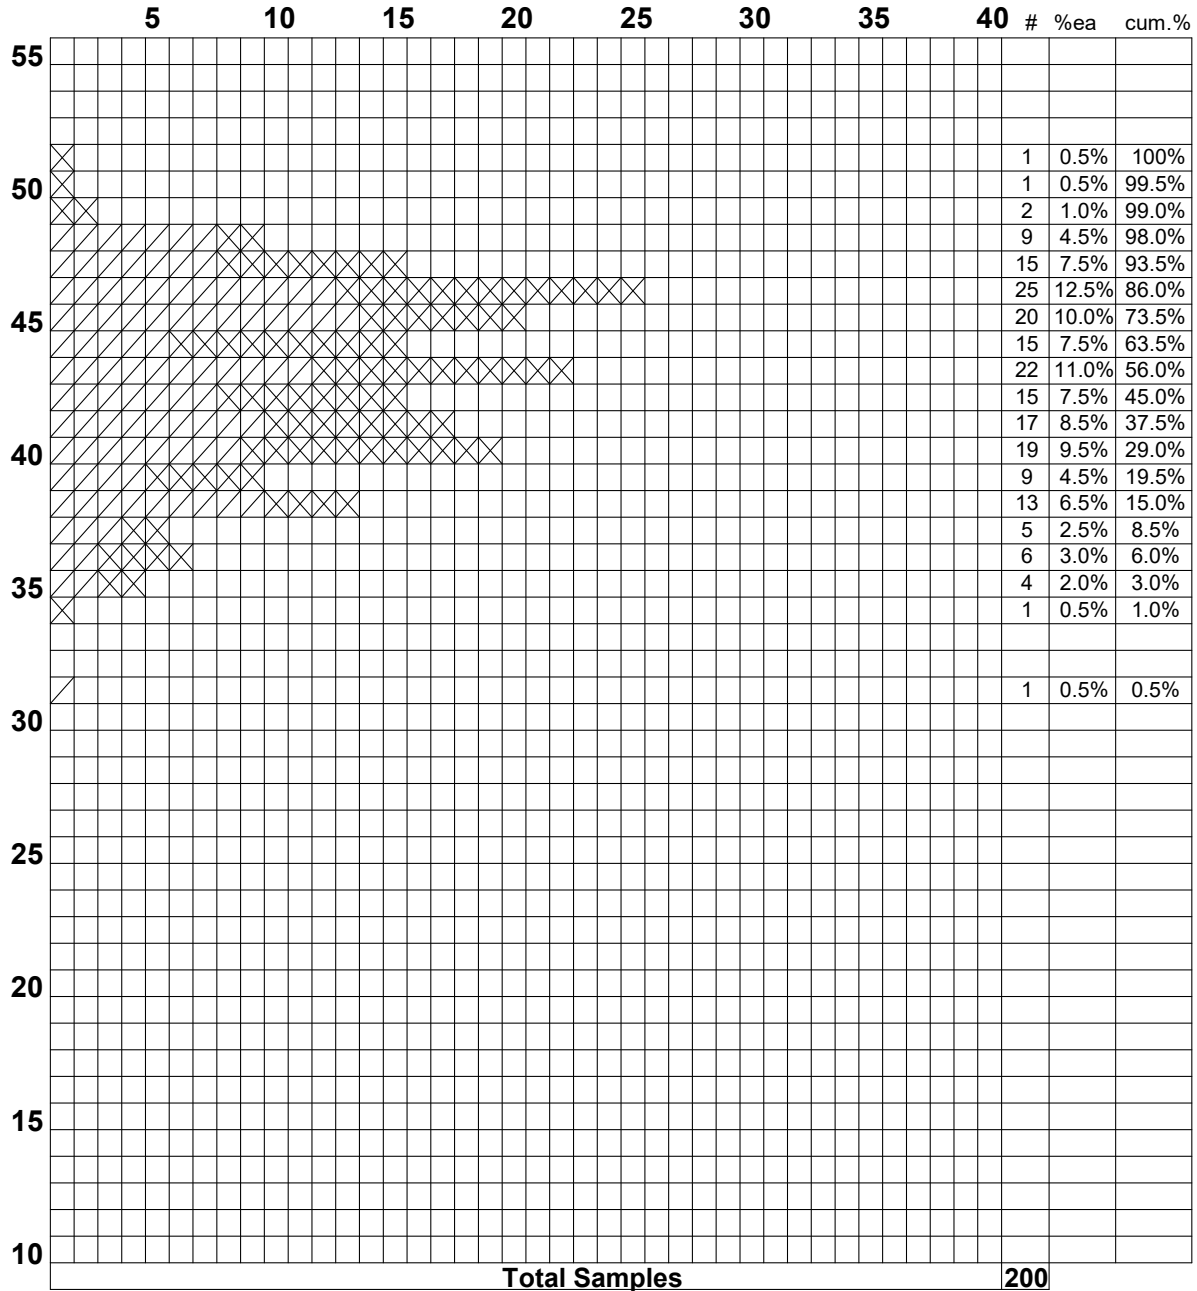 5 10 15 20 25 30 35 40 # %ea cum.%
55
1 0.5% 100%
50 1 0.5% 99.5%
2 1.0% 99.0%
9 4.5% 98.0%
15 7.5% 93.5%
25 12.5% 86.0%
45 20 10.0% 73.5%
15 7.5% 63.5%
22 11.0% 56.0%
15 7.5% 45.0%
17 8.5% 37.5%
40 19 9.5% 29.0%
9 4.5% 19.5%
13 6.5% 15.0%
5 2.5% 8.5%
6 3.0% 6.0%
35 4 2.0% 3.0%
1 0.5% 1.0%
1 0.5% 0.5%
30
25
20
15
10
Total Samples 200